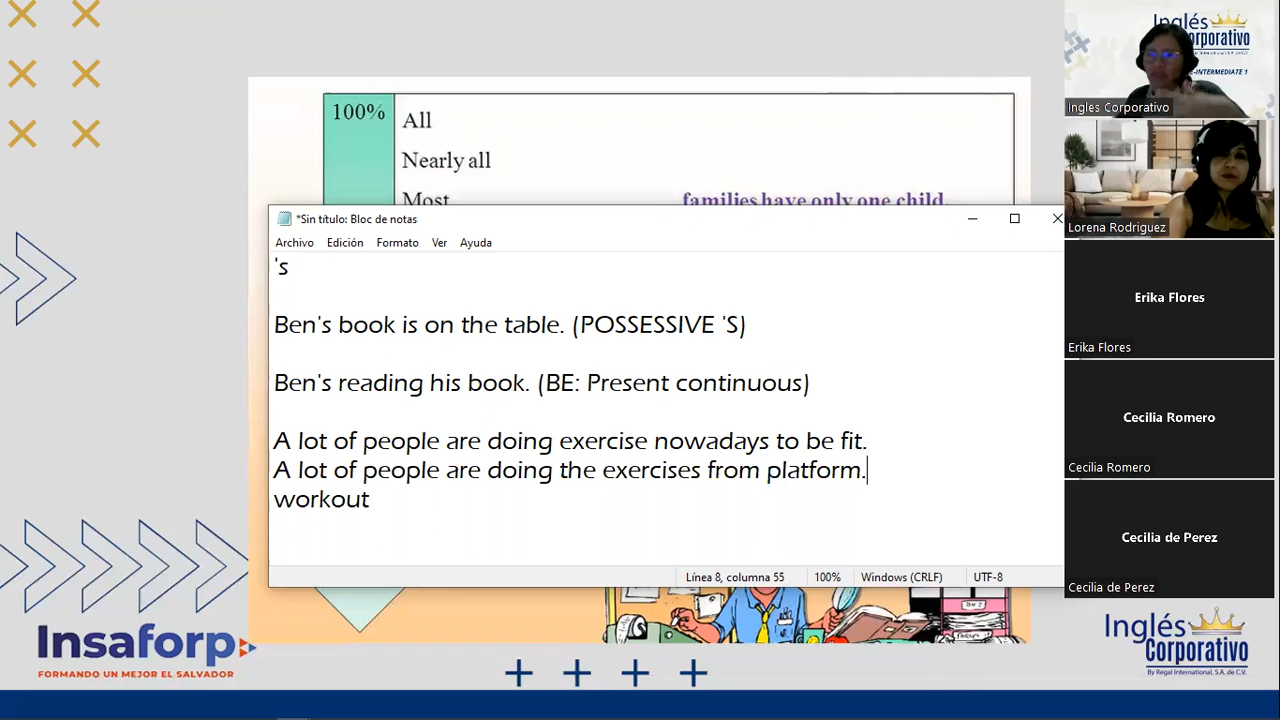 100%
All
Nearly all
Most
families have only one child
*Sin título: Bloc de notas
Archivo Edición Formato Ver Ayuda
's
Ben's book is on the table. (POSSESSIVE 'S)
Ben's reading his book. (BE: Present continuous)
A lot of people are doing exercise nowadays to be fit.
A lot of people are doing the exercises from platform.
workout
Línea 8, columna 55 100% Windows (CRLF) UTF-8
Inglés
Corporativo
E-INTERMEDIATE 1
Ingles Corporativo
Lorena Rodriguez
Erika Flores
Erika Flores
Cecilia Romero
Cecilia Romero
Cecilia de Perez
Cecilia de Perez
Insaforp
FORMANDO UN MEJOR EL SALVADOR
Inglés
Corporativo
By Regal International, S.A. de C.V.